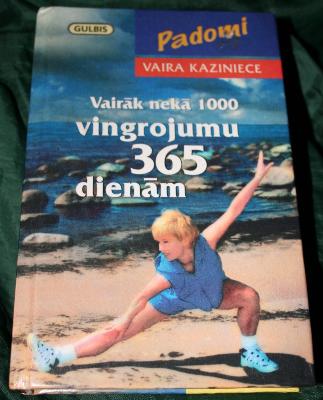 GULBIS
Padomi
VAIRA KAZINIECE
Vairāk nekā 1000
vingrojumu
365
dienām